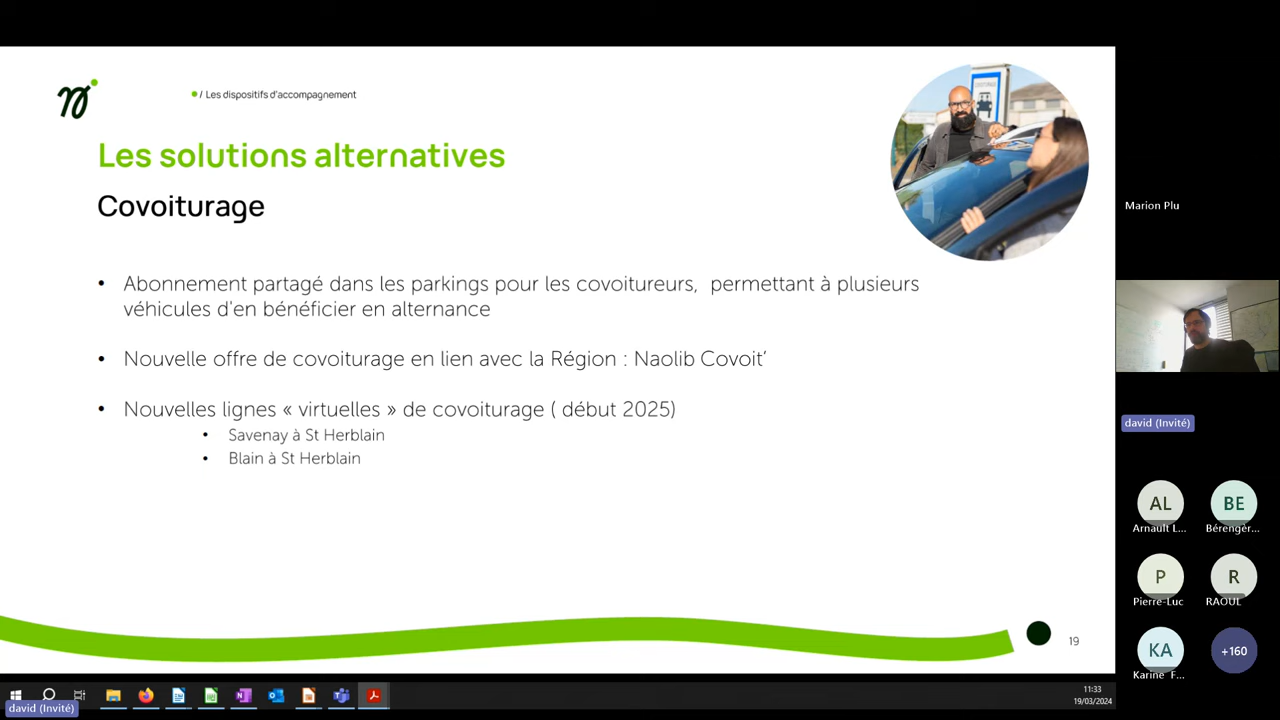 / Les dispositifs d'accompagnement
Les solutions alternatives
Covoiturage
• Abonnement partagé dans les parkings pour les covoitureurs, permettant à plusieurs
véhicules d'en bénéficier en alternance
• Nouvelle offre de covoiturage en lien avec la Région : Naolib Covoit’
• Nouvelles lignes « virtuelles » de covoiturage ( début 2025)
• Savenay à St Herblain
• Blain à St Herblain
19
Marion Plu
david (Invité)
AL
BE
Arnault L...
Bérengèr...
P
R
Pierre-Luc
RAOUL
KA
+160
Karine F...
11:33
19/03/2024
david (Invité)